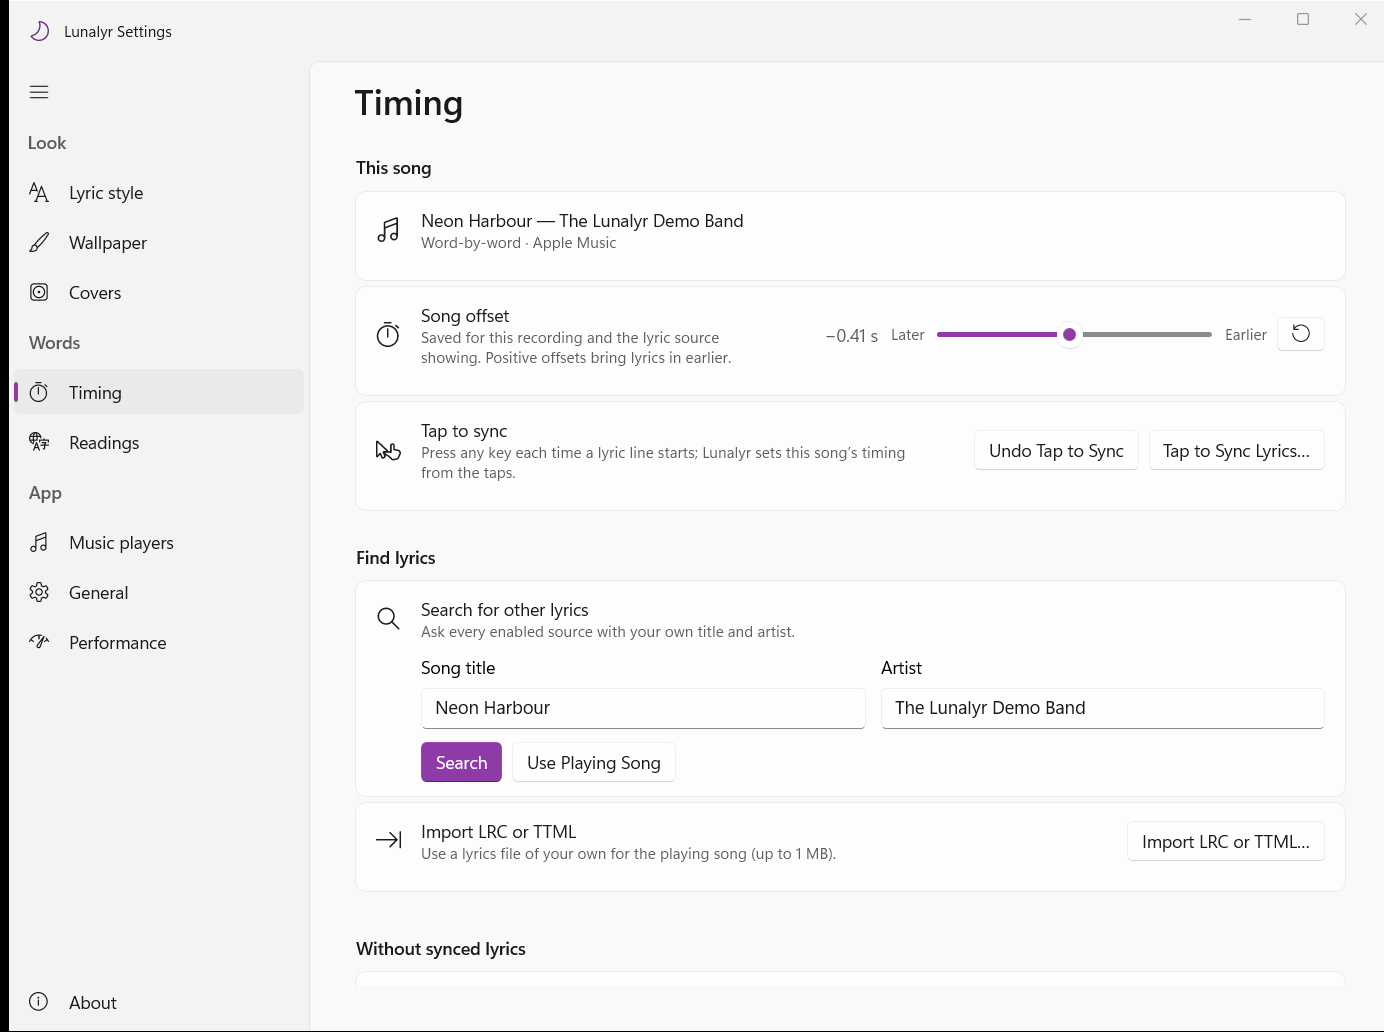 Lunalyr Settings
Look
Lyric style
Wallpaper
Covers
Words
Timing
Readings
App
Music players
General
Performance
About
Timing
This song
Neon Harbour — The Lunalyr Demo Band
Word-by-word · Apple Music
Song offset
Saved for this recording and the lyric source
showing. Positive offsets bring lyrics in earlier.
−0.41 s Later Earlier
Tap to sync
Press any key each time a lyric line starts; Lunalyr sets this song’s timing
from the taps.
Undo Tap to Sync Tap to Sync Lyrics...
Find lyrics
Search for other lyrics
Ask every enabled source with your own title and artist.
Song title Artist
Neon Harbour The Lunalyr Demo Band
Search Use Playing Song
Import LRC or TTML
Use a lyrics file of your own for the playing song (up to 1 MB).
Import LRC or TTML...
Without synced lyrics